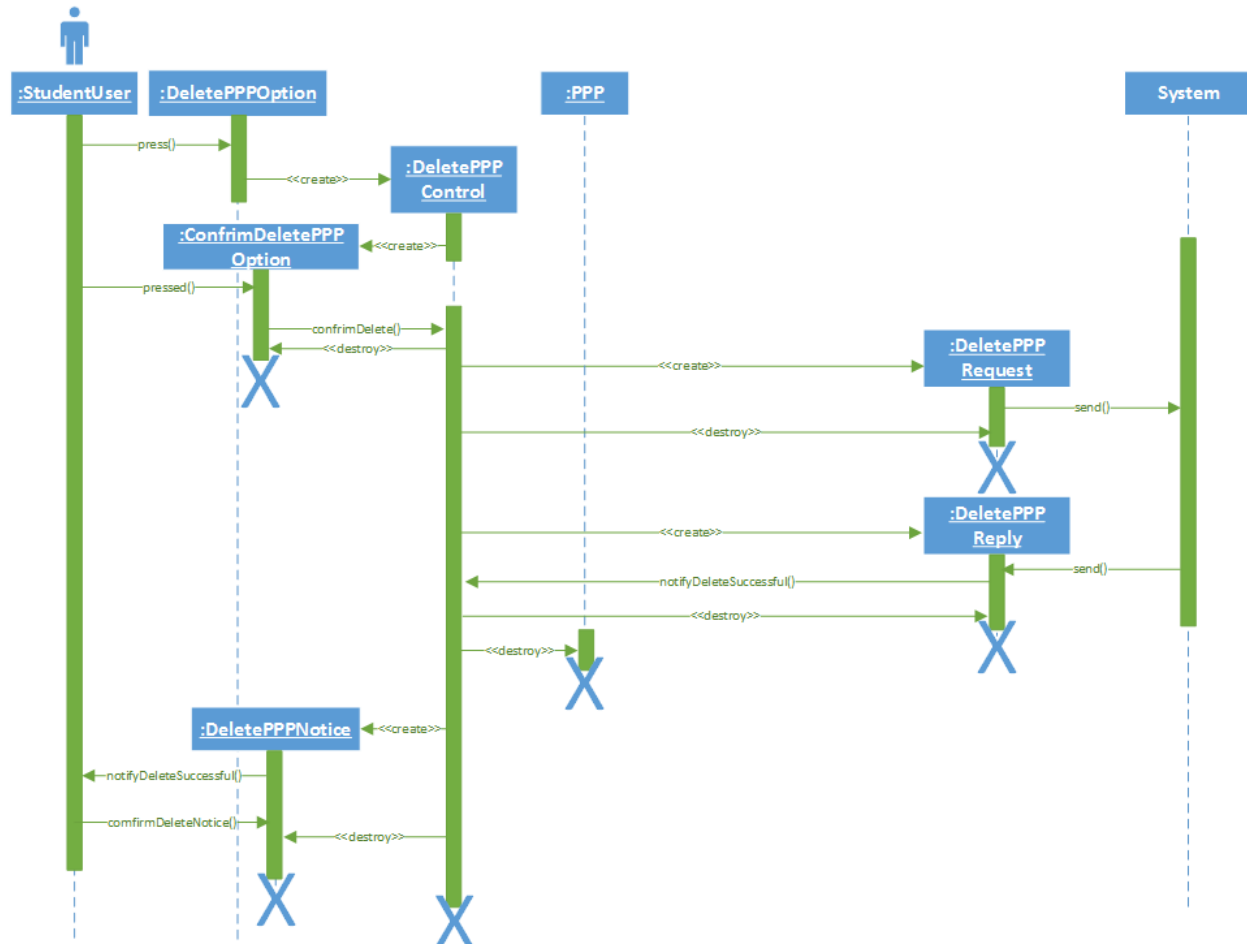 :StudentUser
:DeletePPPOption
:PPP
System
press()
:DeletePPP
Control
<<create>>
:ConfrimDeletePPP
Option
<<create>>
pressed()
confrimDelete()
<<destroy>>
:DeletePPP
Request
<<create>>
send()
<<destroy>>
:DeletePPP
Reply
<<create>>
send()
notifyDeleteSuccessful()
<<destroy>>
<<destroy>>
:DeletePPPNotice
<<create>>
notifyDeleteSuccessful()
comfirmDeleteNotice()
<<destroy>>